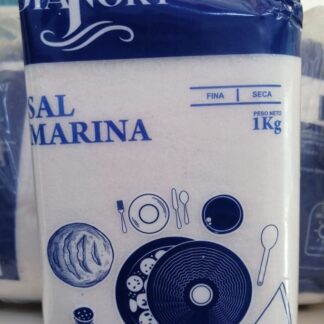 SAL
MARINA
FINA | SECA
PESO NETO
1Kg